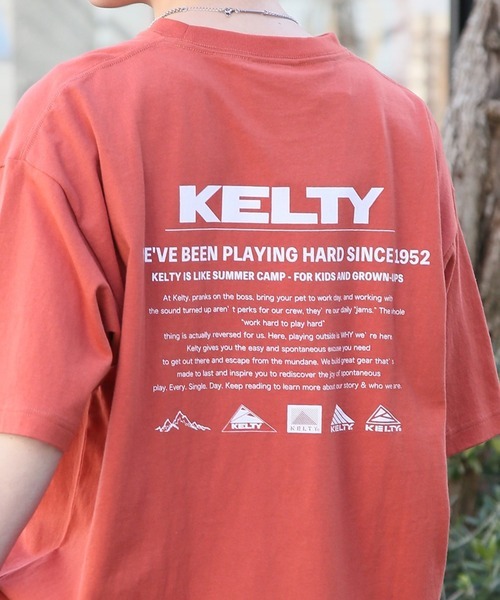 KELTY
E'VE BEEN PLAYING HARD SINCE 1952
KELTY IS LIKE SUMMER CAMP - FOR KIDS AND GROWN-UPS
At Kelty, pranks on the boss, bring your pet to work day, and working with
the sound turned up aren' t perks for our crew, they' re our daily "jams." The whole
"work hard to play hard"
thing is actually reversed for us. Here, playing outside is WHY we' re here
Kelty gives you the easy and spontaneous excuse you need
to get out there and escape from the mundane. We build great gear that' s
made to last and inspire you to rediscover the joy of spontaneous
play. Every. Single. Day. Keep reading to learn more about our story & who we are.
KELTY KELTY KELTY KELTY